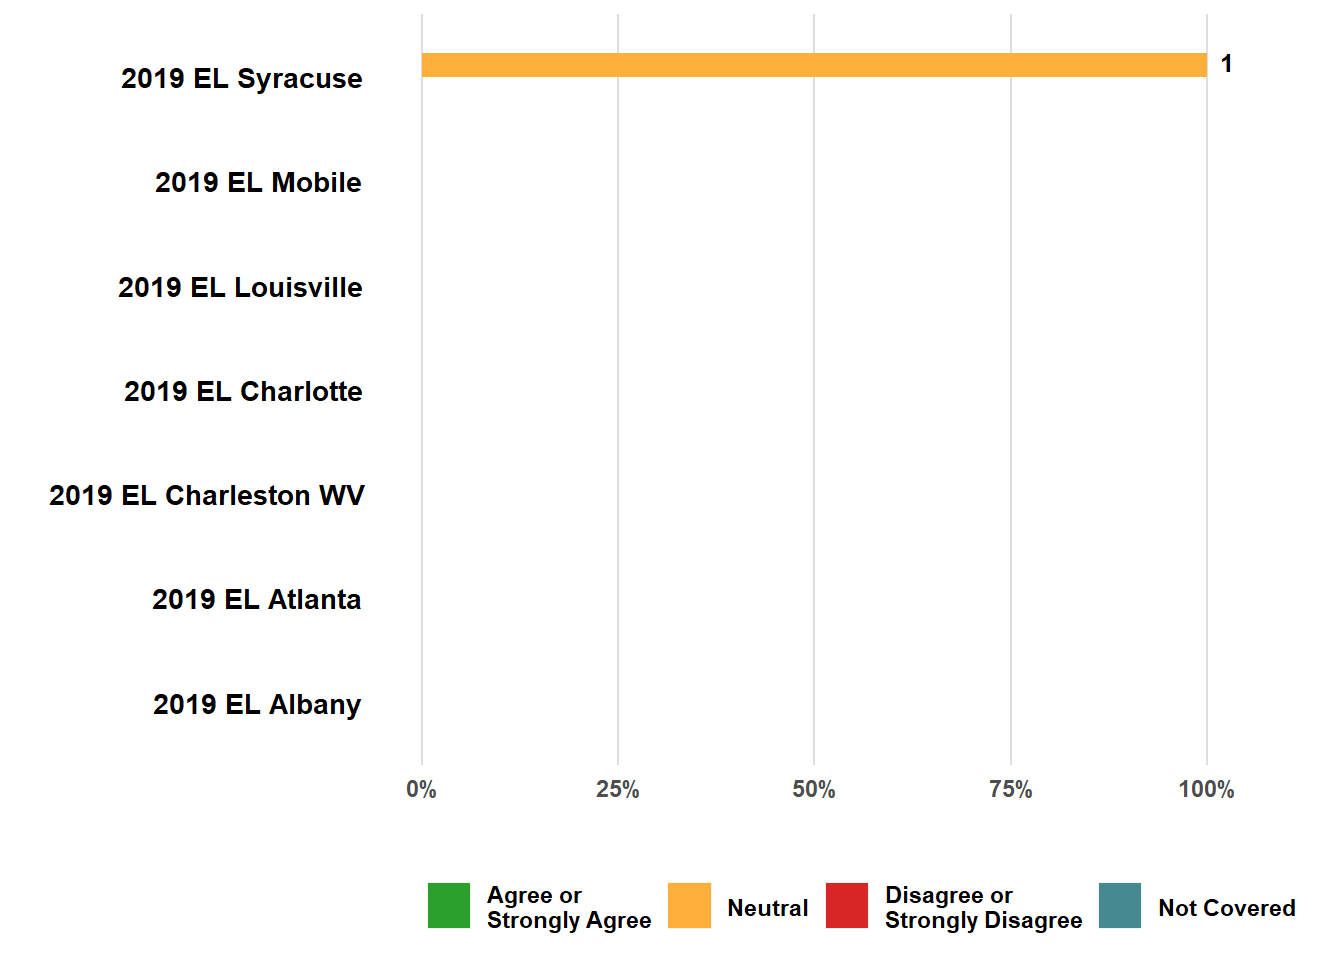 2019 EL Syracuse
1
2019 EL Mobile
2019 EL Louisville
2019 EL Charlotte
2019 EL Charleston WV
2019 EL Atlanta
2019 EL Albany
0% 25% 50% 75% 100%
Agree or
Strongly Agree
Neutral
Disagree or
Strongly Disagree
Not Covered